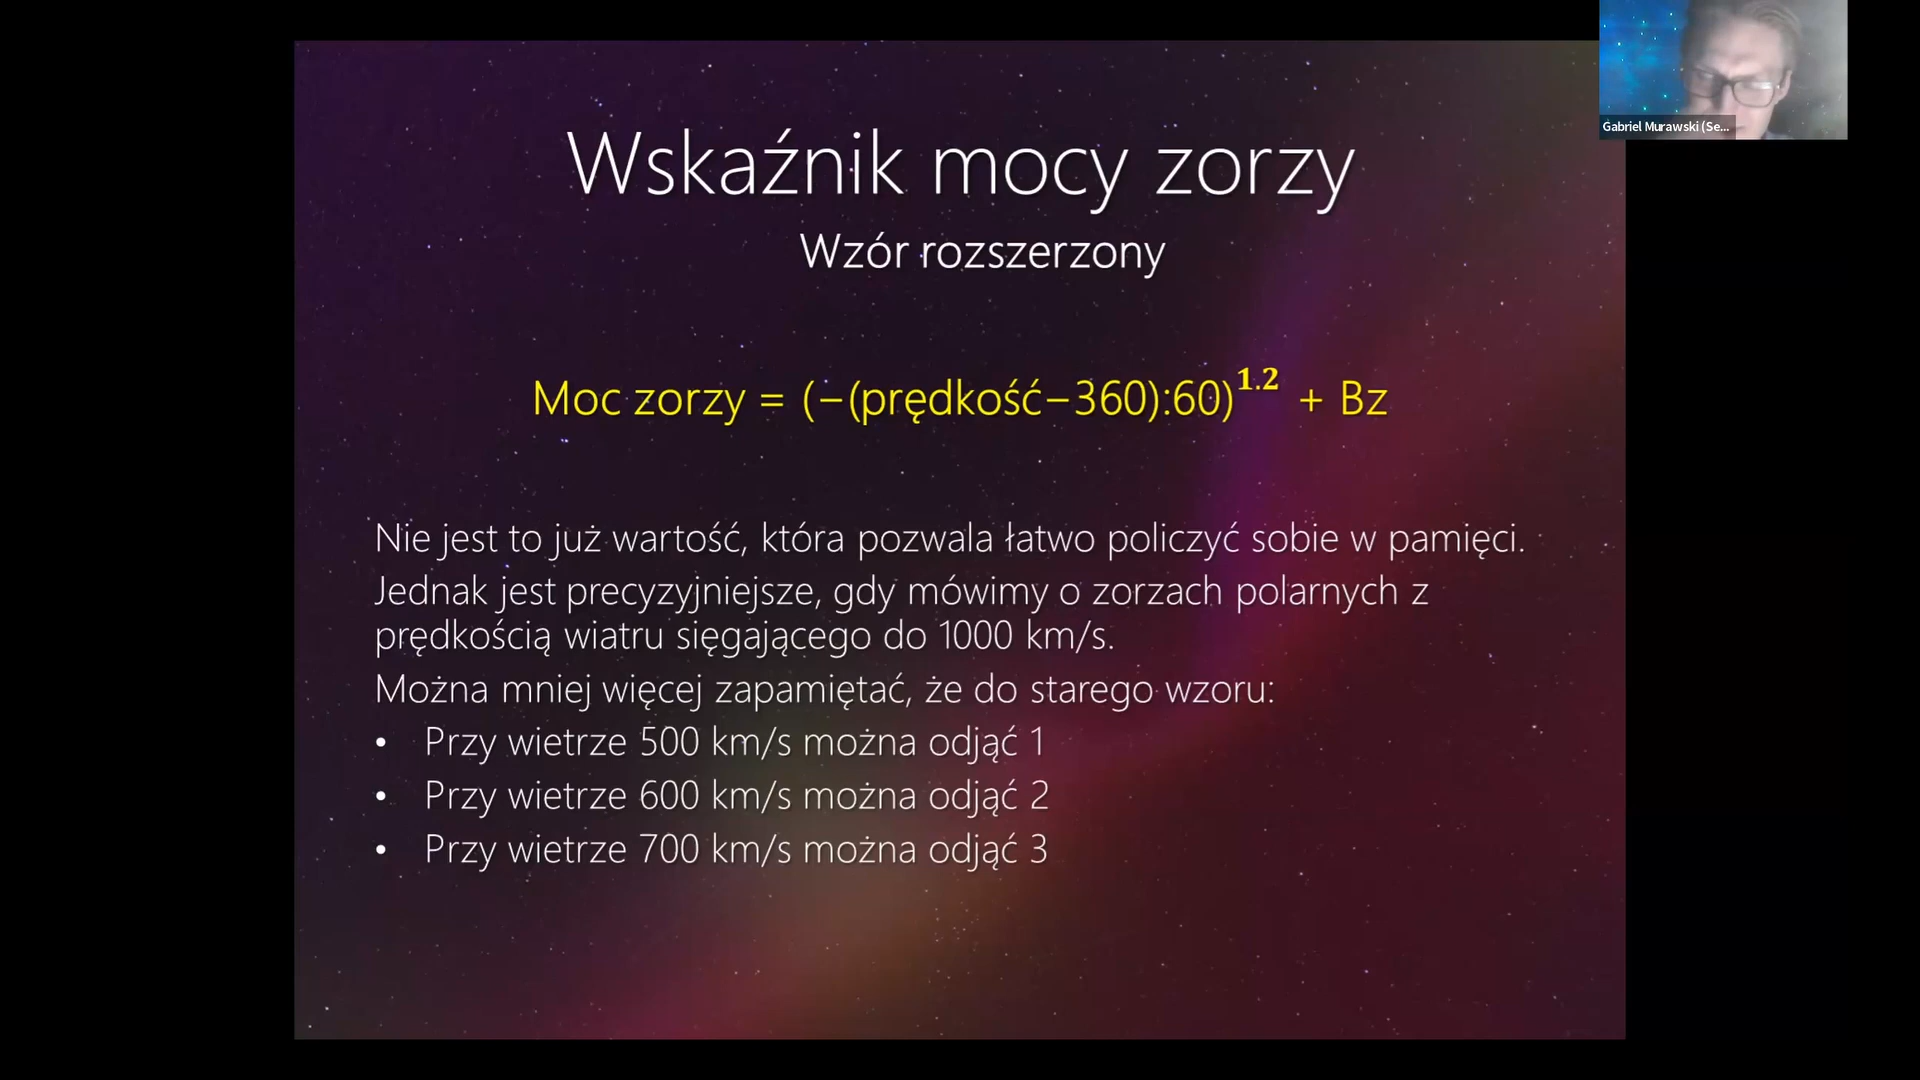 Gabriel Murawski (Se...
Wskaźnik mocy zorzy
Wzór rozszerzony
Moc zorzy = (−(prędkość−360):60)^1.2 + Bz
Nie jest to już wartość, która pozwala łatwo policzyć sobie w pamięci.
Jednak jest precyzyjniejsze, gdy mówimy o zorzach polarnych z
prędkością wiatru sięgającego do 1000 km/s.
Można mniej więcej zapamiętać, że do starego wzoru:
• Przy wietrze 500 km/s można odjąć 1
• Przy wietrze 600 km/s można odjąć 2
• Przy wietrze 700 km/s można odjąć 3